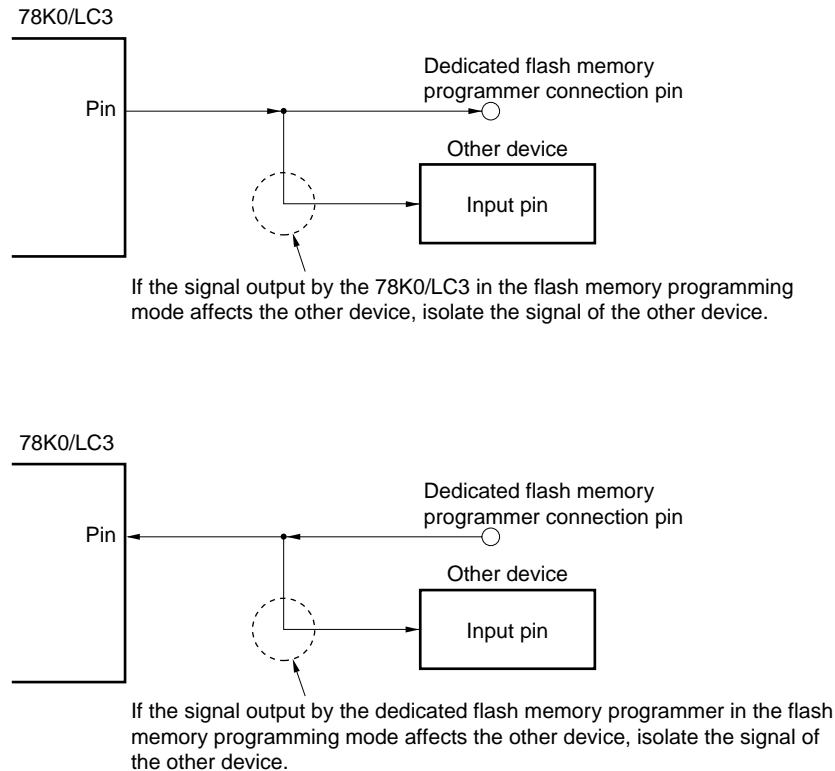 78K0/LC3
Dedicated flash memory
programmer connection pin
Pin
Other device
Input pin
If the signal output by the 78K0/LC3 in the flash memory programming
mode affects the other device, isolate the signal of the other device.
78K0/LC3
Dedicated flash memory
programmer connection pin
Pin
Other device
Input pin
If the signal output by the dedicated flash memory programmer in the flash
memory programming mode affects the other device, isolate the signal of
the other device.